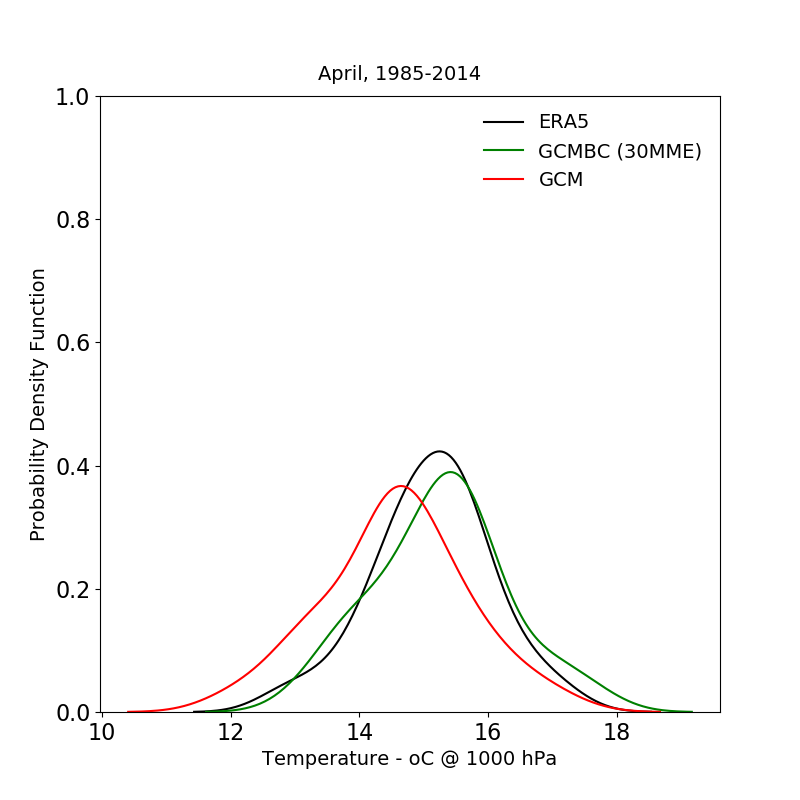 April, 1985-2014
1.0
0.8
0.6
0.4
0.2
0.0
Probability Density Function
ERA5
GCMBC (30MME)
GCM
10 12 14 16 18
Temperature - oC @ 1000 hPa